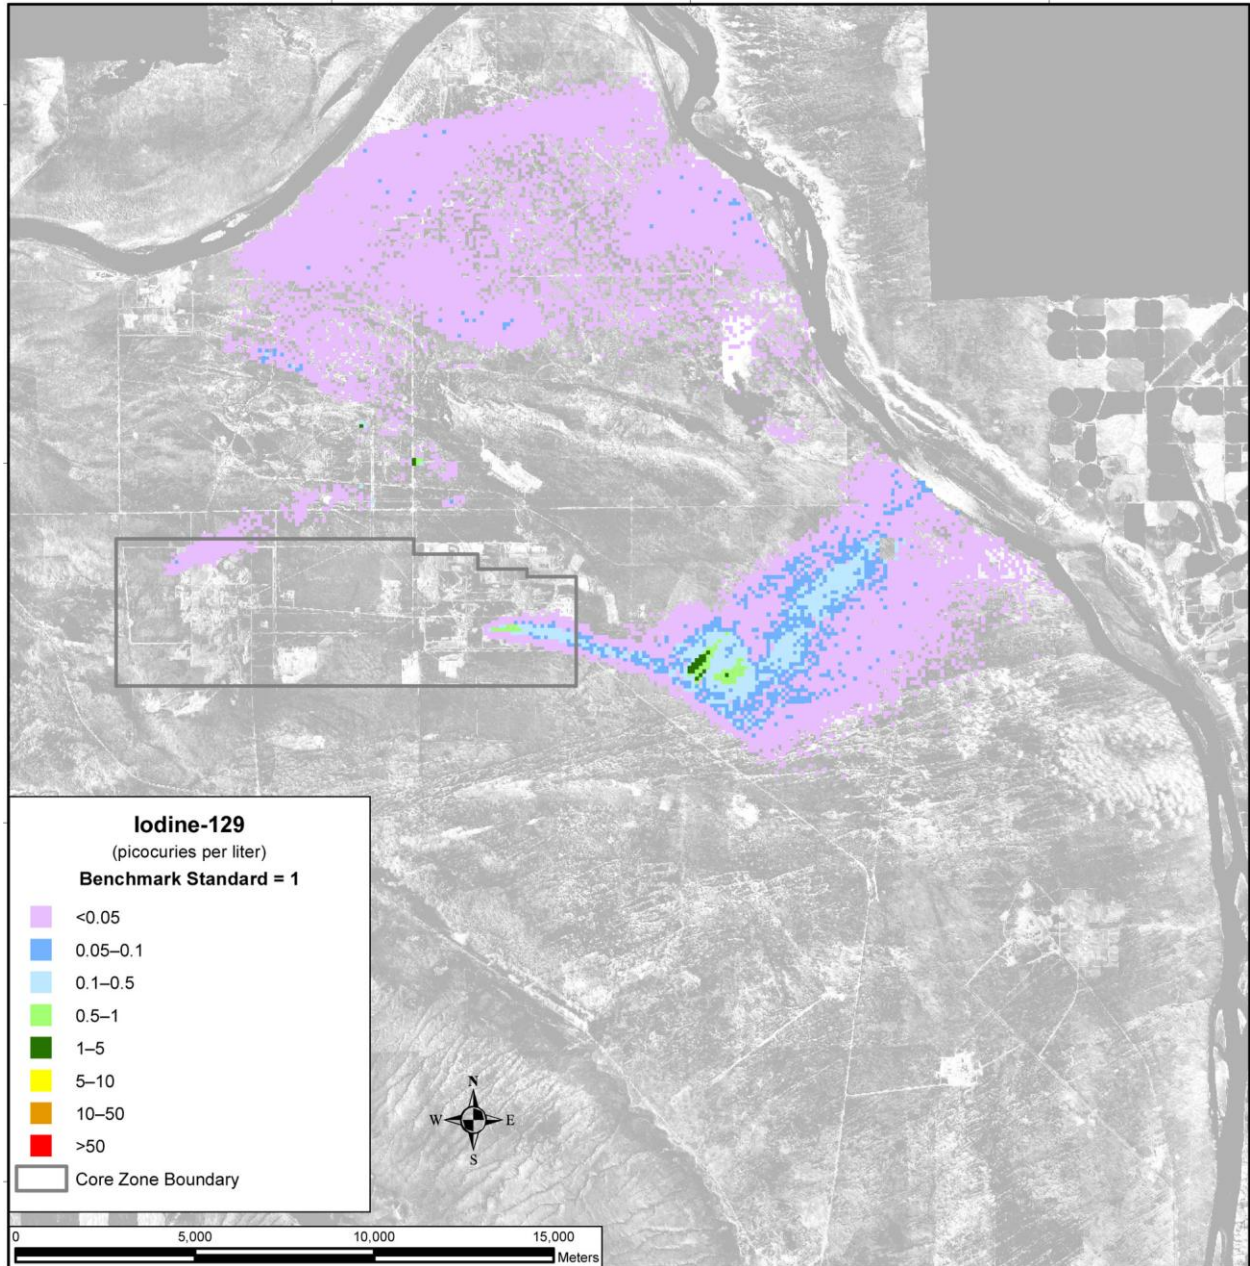 Iodine-129
(picocuries per liter)
Benchmark Standard = 1
<0.05
0.05–0.1
0.1–0.5
0.5–1
1–5
5–10
10–50
>50
Core Zone Boundary
N
W E
S
0 5,000 10,000 15,000
Meters